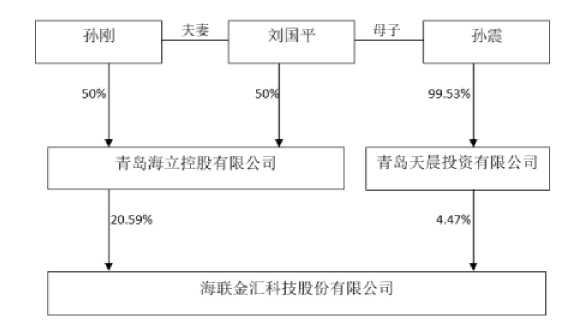 孙刚
夫妻
刘国平
母子
孙震
50%
50%
99.53%
青岛海立控股有限公司
青岛天晨投资有限公司
20.59%
4.47%
海联金汇科技股份有限公司